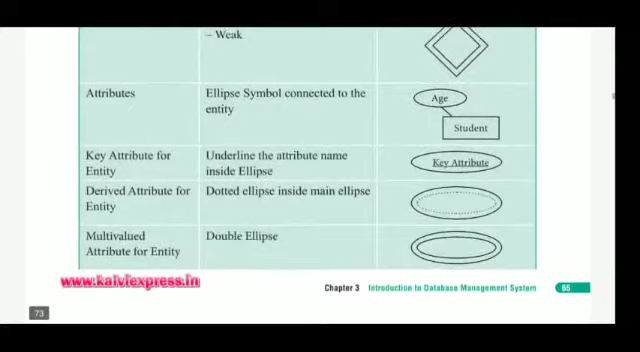 – Weak
Attributes
Ellipse Symbol connected to the
entity
Age
Student
Key Attribute for
Entity
Underline the attribute name
inside Ellipse
Key Attribute
Derived Attribute for
Entity
Dotted ellipse inside main ellipse
Multivalued
Attribute for Entity
Double Ellipse
www.kalviexpress.in
Chapter 3 Introduction to Database Management System 65
73